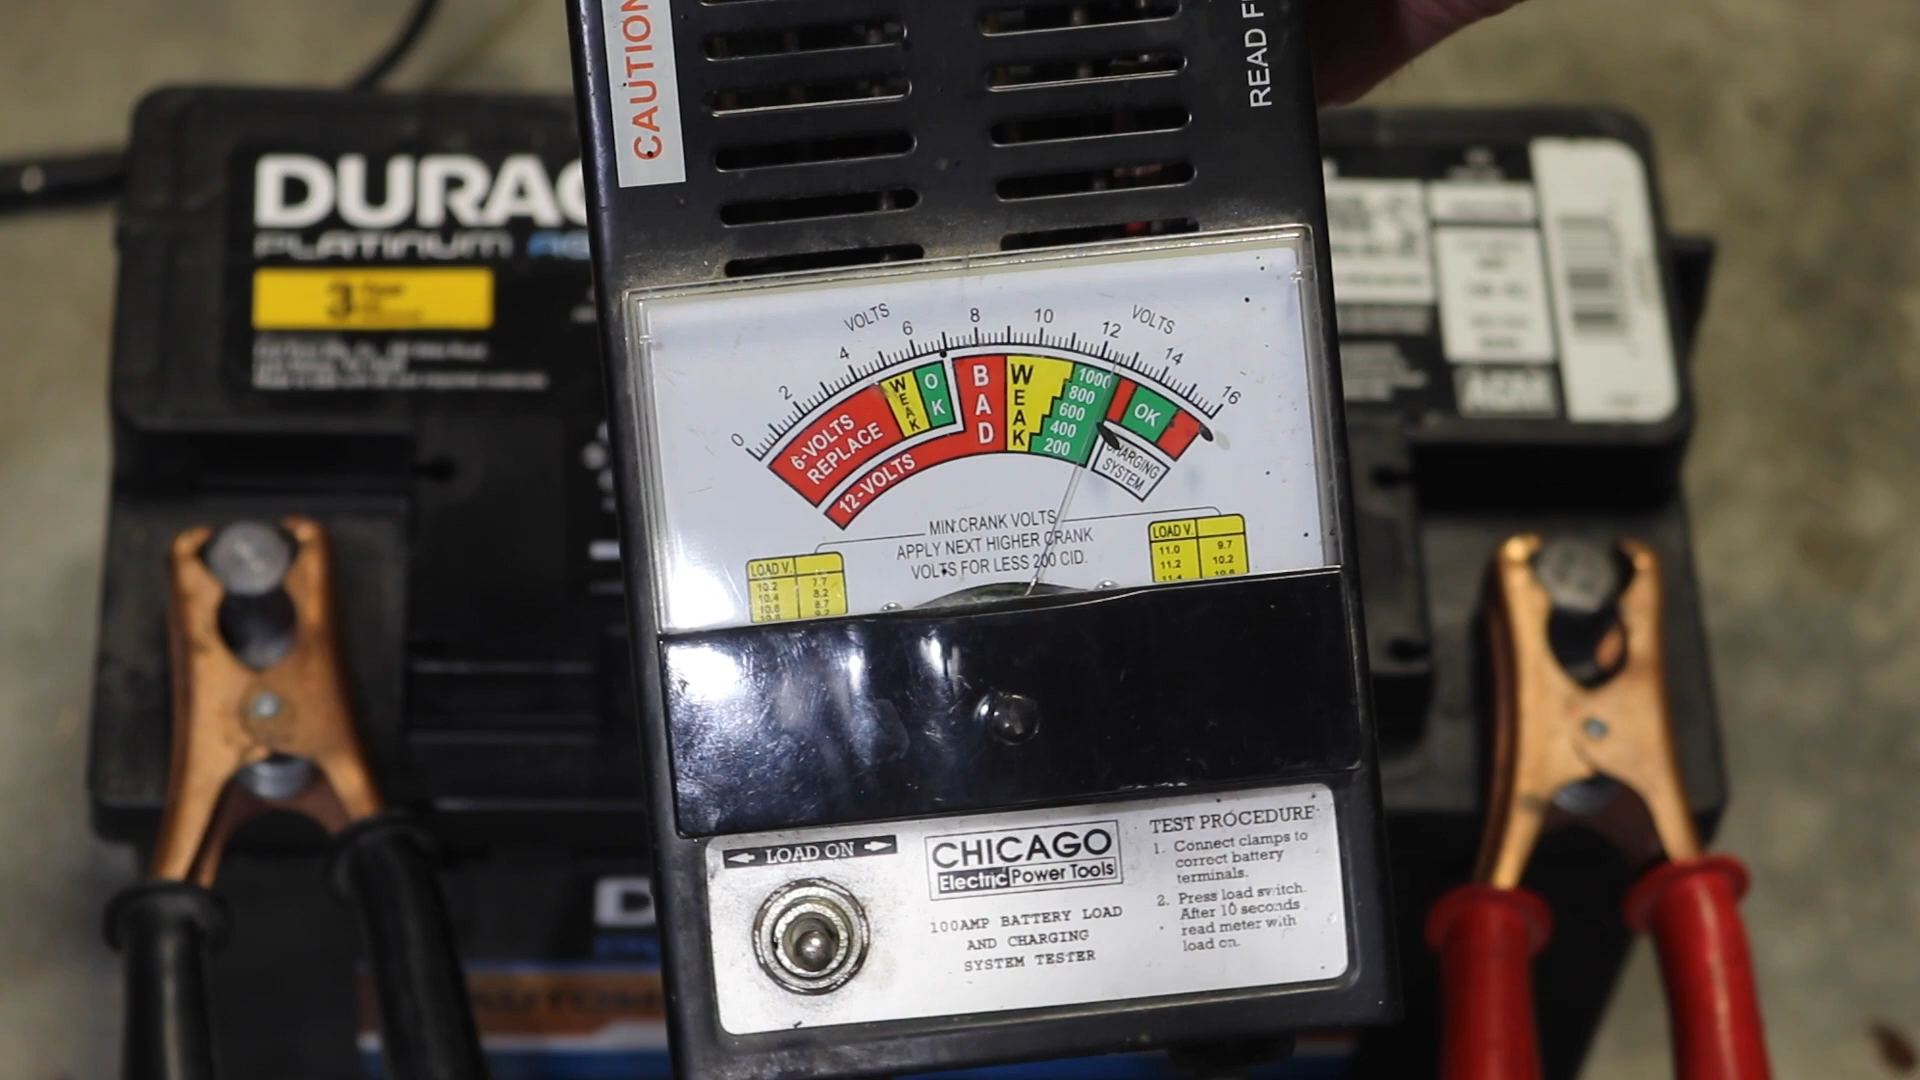 CAUTION
READ
DURAC
PLATINUM
3
VOLTS
VOLTS
0 2 4 6 8 10 12 14 16
6-VOLTS
REPLACE
WEAK
OK
BAD
WEAK
1000
800
600
400
200
OK
12-VOLTS
CHARGING
SYSTEM
MIN CRANK VOLTS
APPLY NEXT HIGHER CRANK
VOLTS FOR LESS 200 CID.
LOAD V.
10.2 7.7
10.4 8.2
10.6 8.7
LOAD V.
11.0 9.7
11.2 10.2
11.4 10.6
LOAD ON
CHICAGO
Electric Power Tools
100AMP BATTERY LOAD
AND CHARGING
SYSTEM TESTER
TEST PROCEDURE
1. Connect clamps to
correct battery
terminals.
2. Press load switch.
After 10 seconds
read meter with
load on.